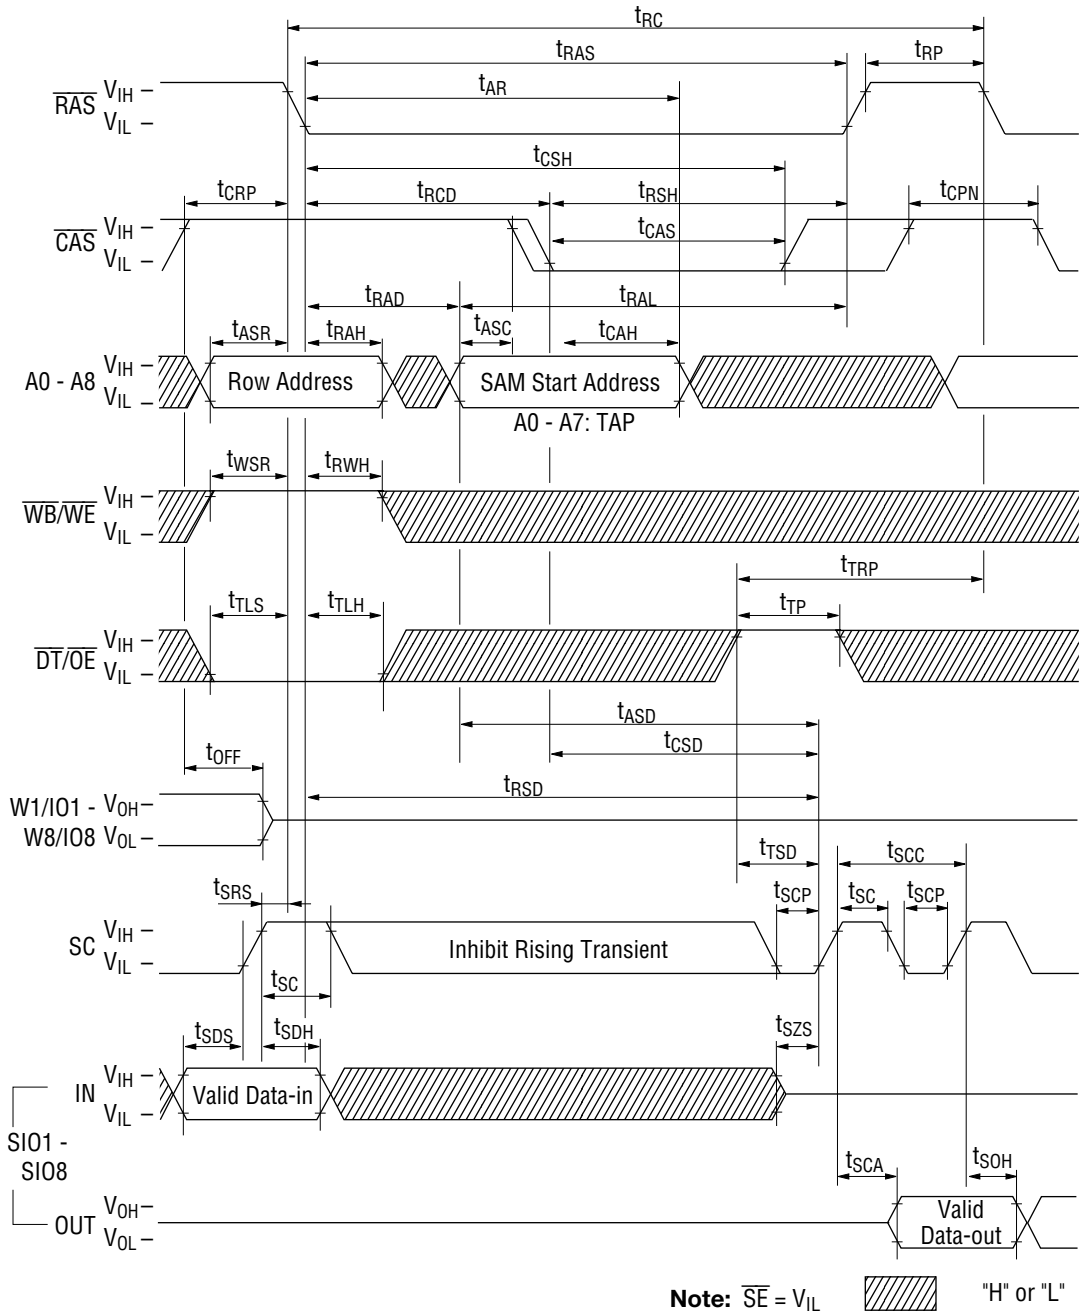 tRC
tRAS
tRP
tAR
RAS
VIH
VIL
tCSH
tCRP
tRCD
tRSH
tCPN
CAS
VIH
VIL
tCAS
tRAD
tRAL
tASR
tRAH
tASC
tCAH
A0 - A8
VIH
VIL
Row Address
SAM Start Address
A0 - A7: TAP
tWSR
tRWH
WB/WE
VIH
VIL
tTRP
tTLS
tTLH
tTP
DT/OE
VIH
VIL
tASD
tCSD
tOFF
tRSD
W1/IO1 - VOH
W8/IO8 VOL
tTSD
tSCC
tSRS
tSCP
tSC
tSCP
SC
VIH
VIL
Inhibit Rising Transient
tSC
tSDS
tSDH
tSZS
IN
VIH
VIL
Valid Data-in
SIO1 -
SIO8
tSCA
tSOH
OUT
VOH
VOL
Valid
Data-out
Note: SE = VIL
"H" or "L"